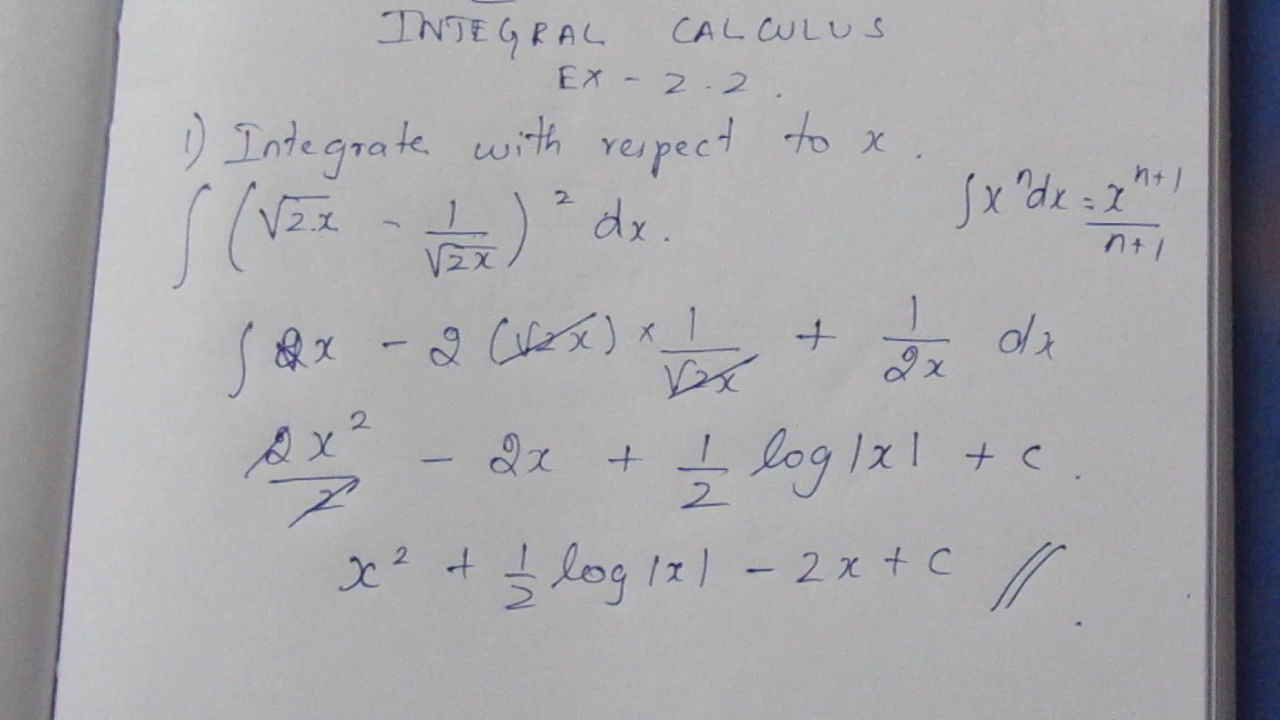 INTEGRAL CALCULUS
EX - 2.2.
1) Integrate with respect to x.
∫ (√2x - 1/√2x)² dx.
∫xⁿdx = xⁿ⁺¹/n+1
∫ 2x - 2 (√2x) × 1/√2x + 1/2x dx
2x²/2 - 2x + 1/2 log|x| + c.
x² + 1/2 log|x| - 2x + c //.